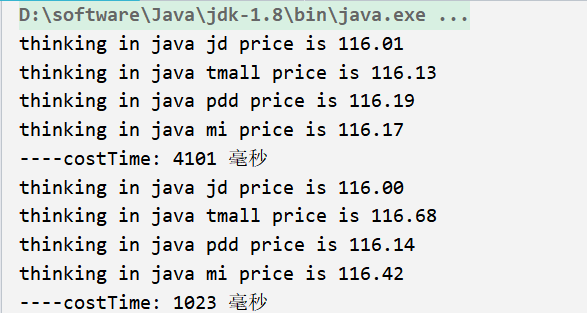 D:\software\Java\jdk-1.8\bin\java.exe ...
thinking in java jd price is 116.01
thinking in java tmall price is 116.13
thinking in java pdd price is 116.19
thinking in java mi price is 116.17
----costTime: 4101 毫秒
thinking in java jd price is 116.00
thinking in java tmall price is 116.68
thinking in java pdd price is 116.14
thinking in java mi price is 116.42
----costTime: 1023 毫秒